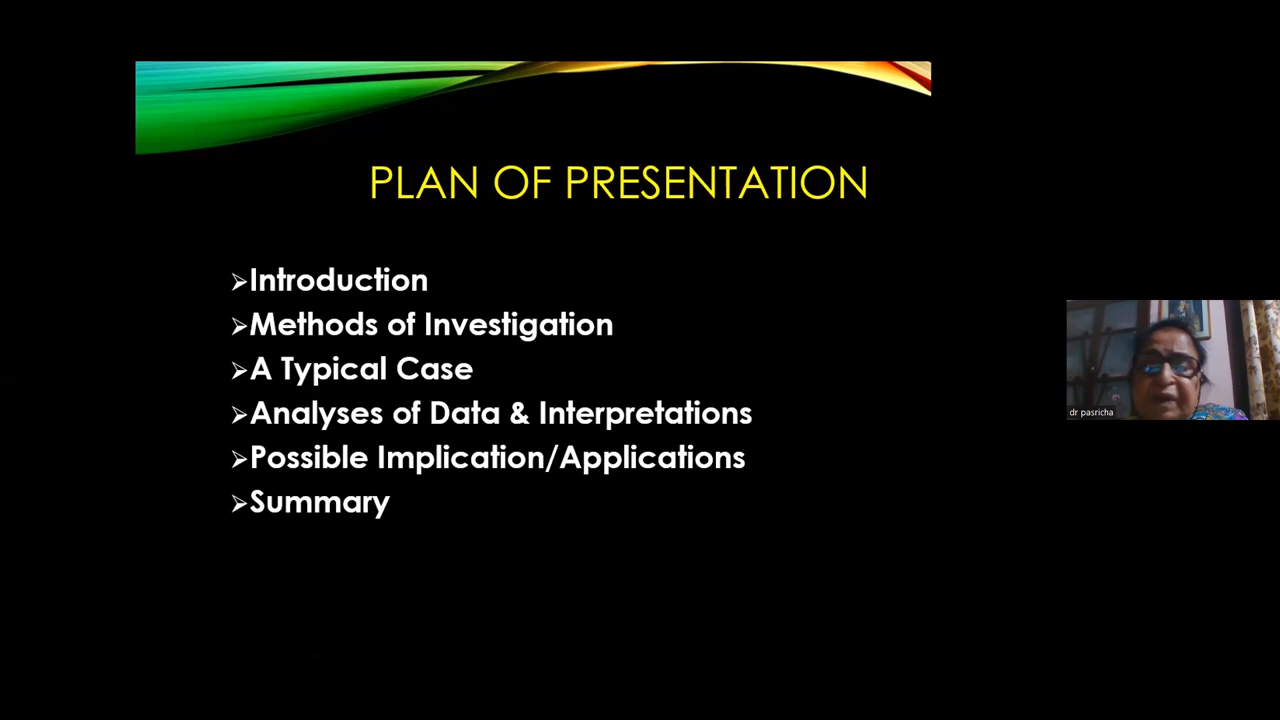 PLAN OF PRESENTATION
➢Introduction
➢Methods of Investigation
➢A Typical Case
➢Analyses of Data & Interpretations
➢Possible Implication/Applications
➢Summary
dr pasricha